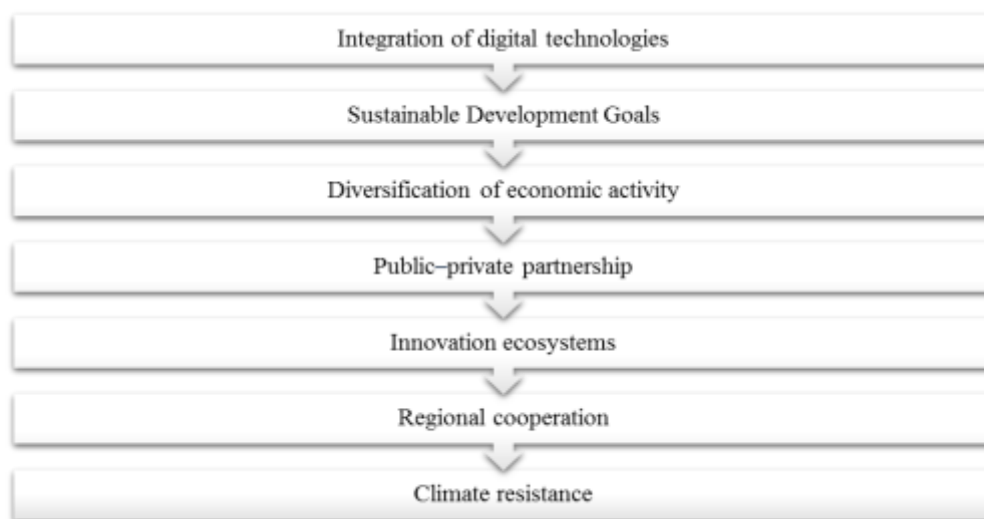 Integration of digital technologies
Sustainable Development Goals
Diversification of economic activity
Public–private partnership
Innovation ecosystems
Regional cooperation
Climate resistance